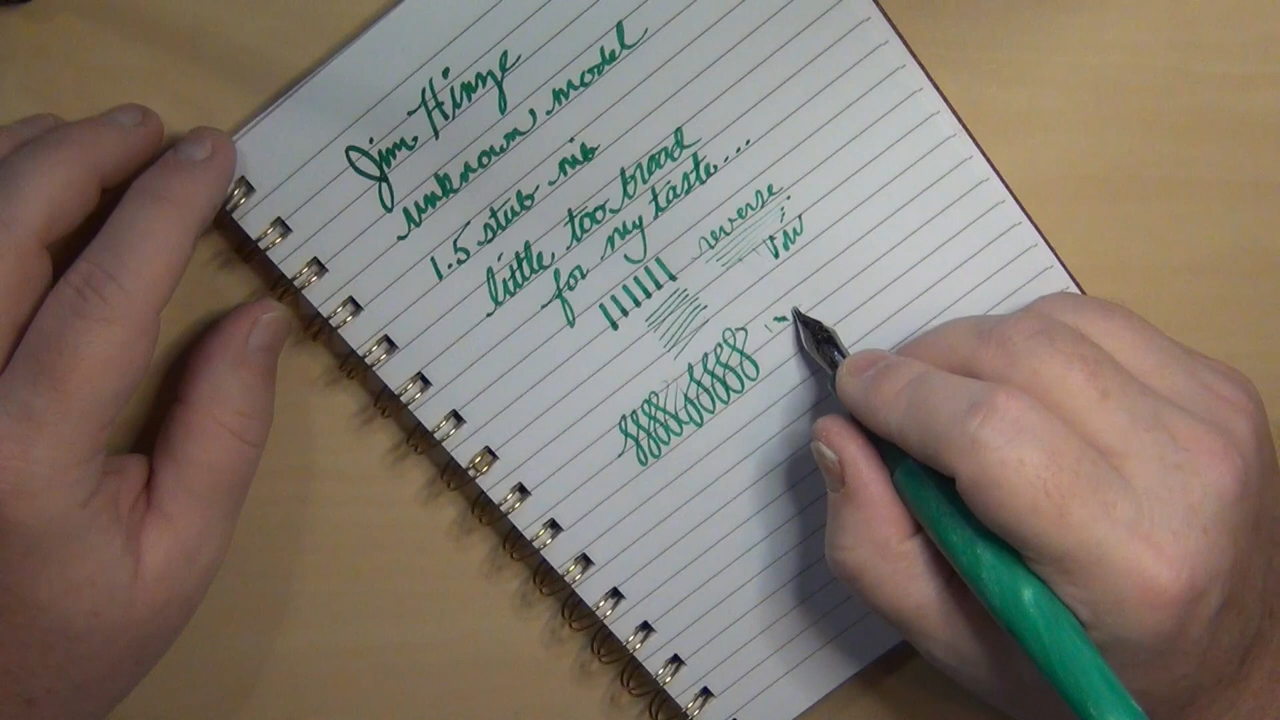 Jim Hinze
unknown model
1.5 stub nib
little too broad
for my taste...
reverse